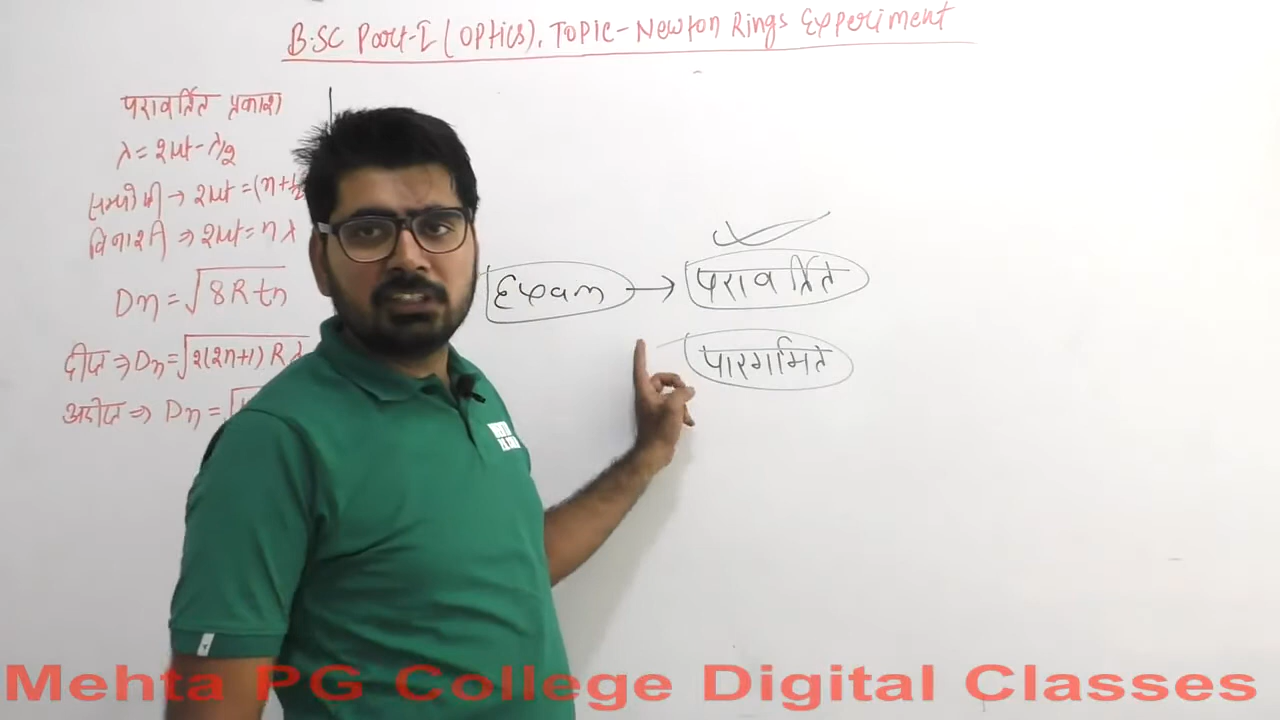 B.SC Part-I (Optics). Topic-Newton Rings Experiment
परावर्तित प्रकाश
λ = 2μt - λ/2
संपोषी → 2μt = (n+1/2
विनाशी ⇒ 2μt = nλ
Dn = √8Rtn
दीप्त ⇒ Dn = √2(2n+1) Rλ
अदीप्त ⇒ Dn = √
Exam → परावर्तित
पारगमित
Mehta PG College Digital Classes